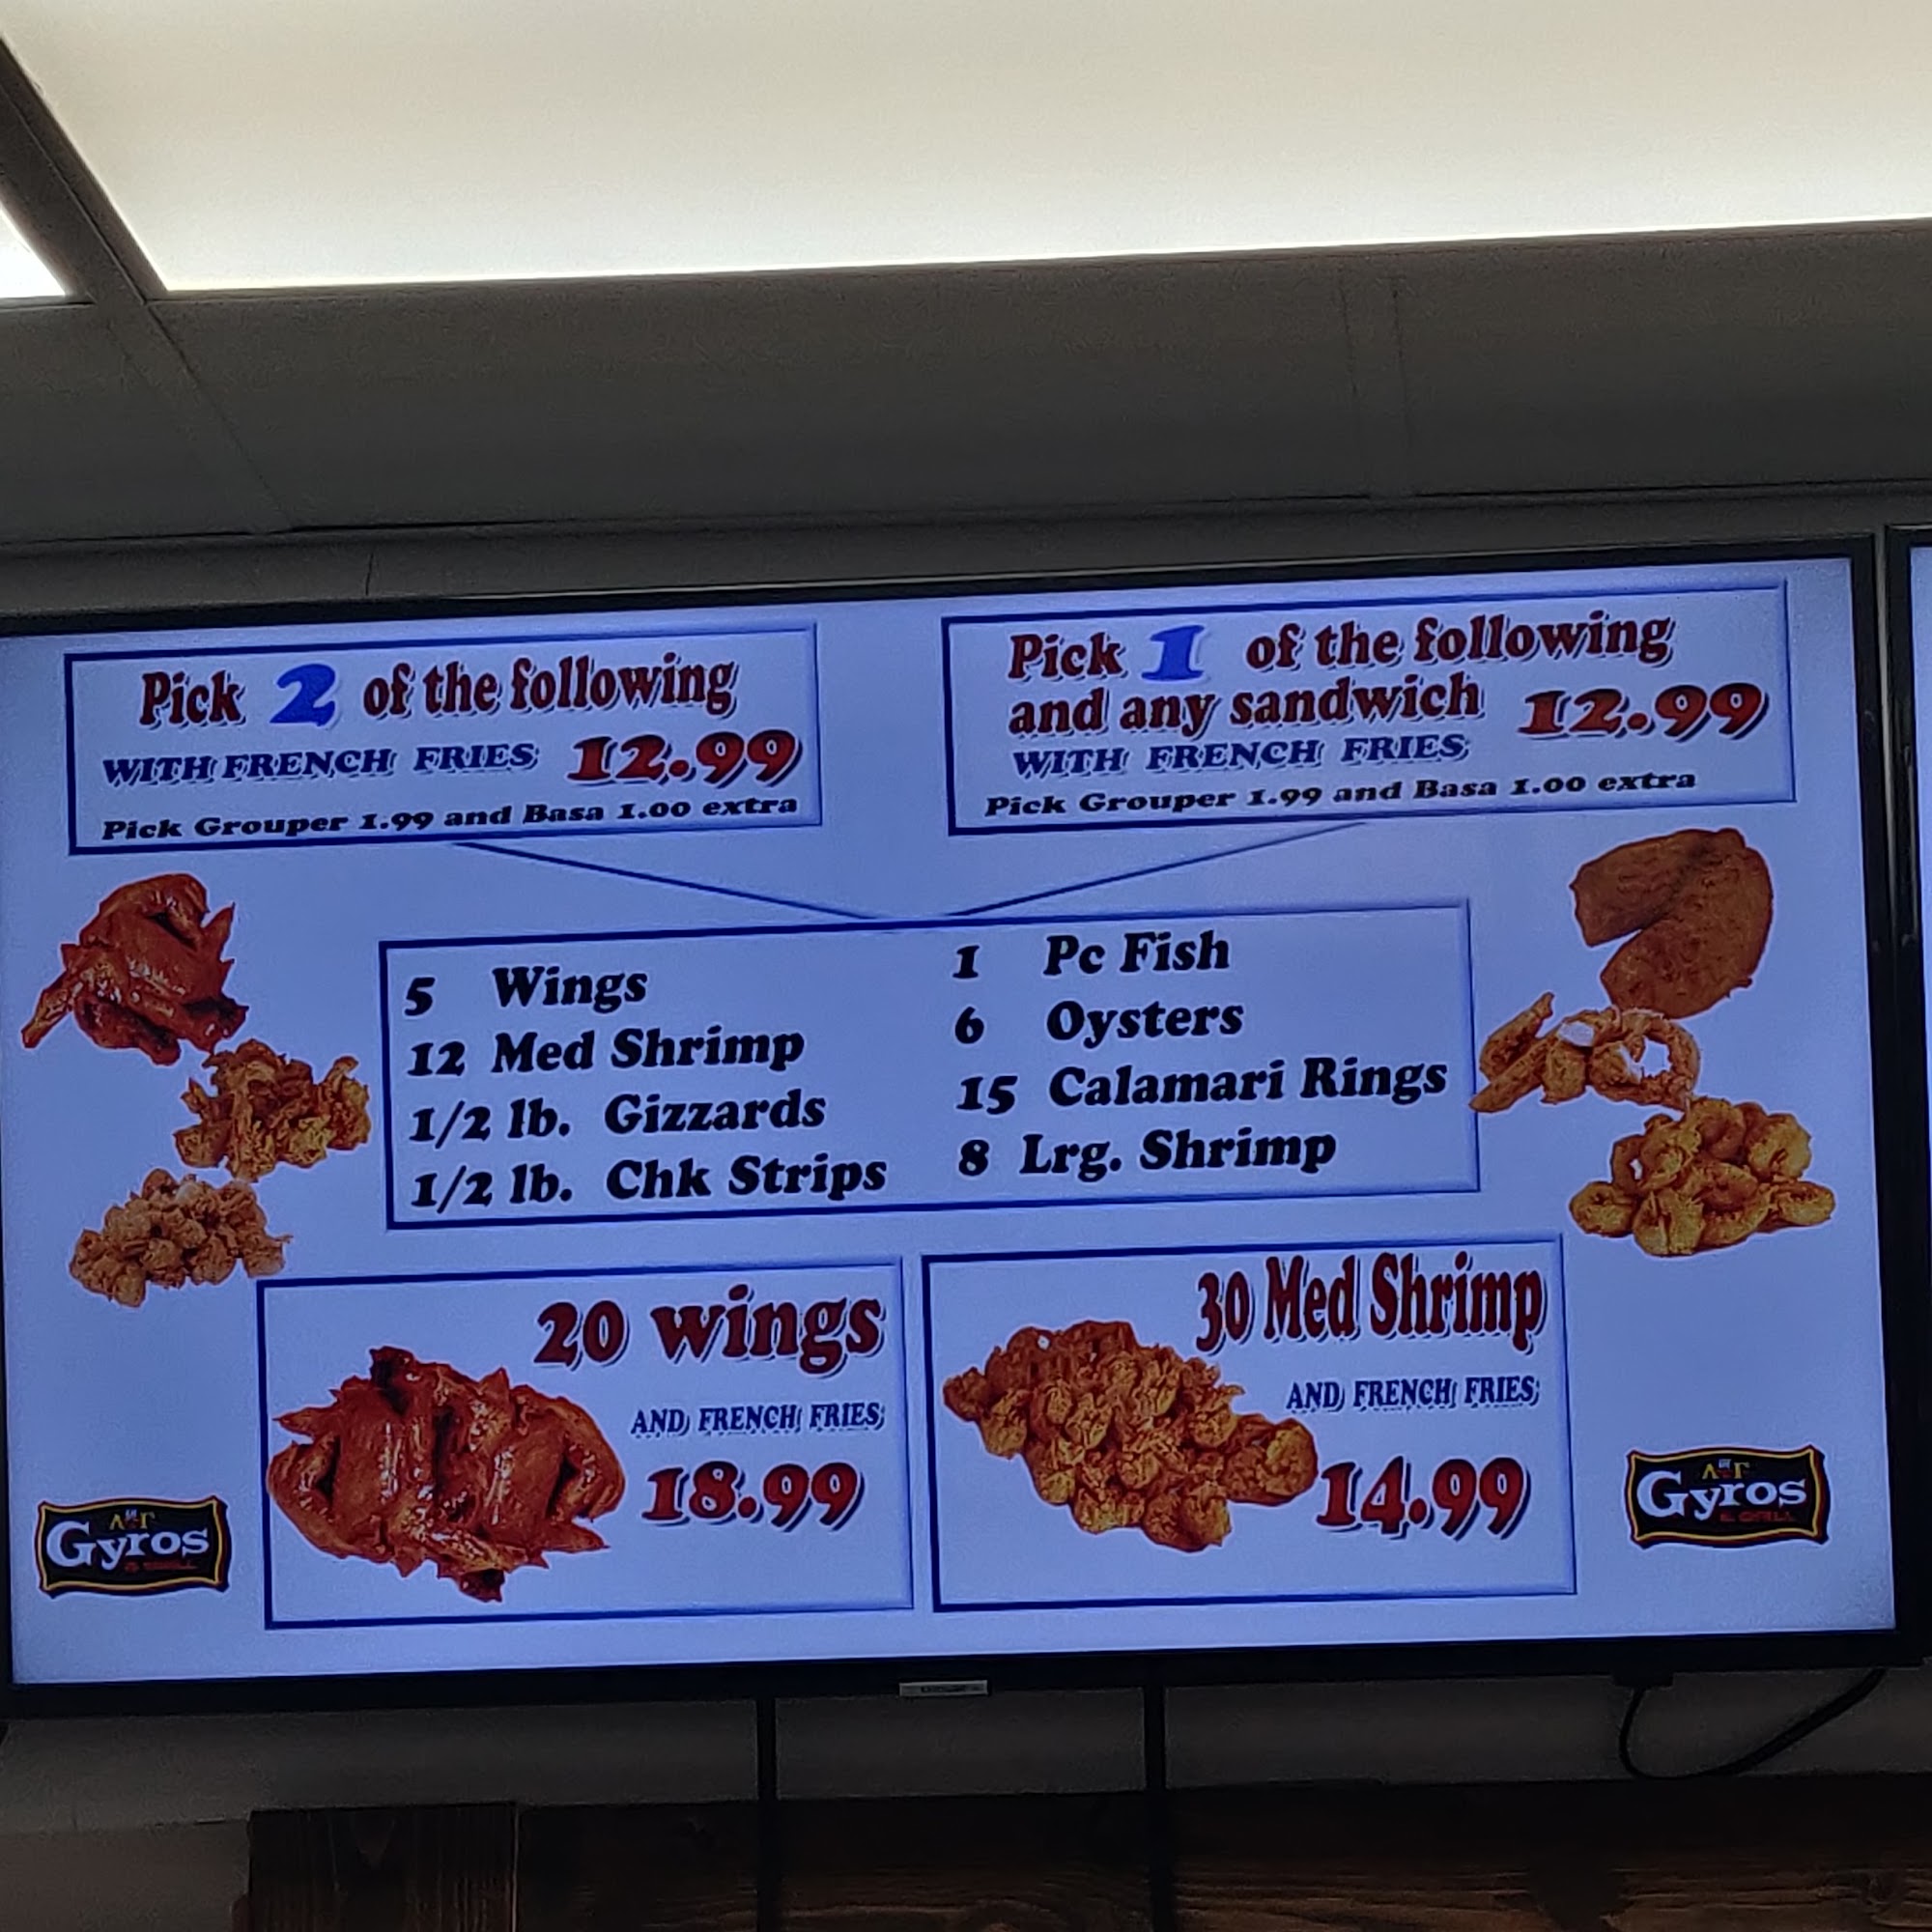 Pick 2 of the following
WITH FRENCH FRIES 12.99
Pick Grouper 1.99 and Basa 1.00 extra
Pick 1 of the following
and any sandwich 12.99
WITH FRENCH FRIES
Pick Grouper 1.99 and Basa 1.00 extra
5 Wings
12 Med Shrimp
1/2 lb. Gizzards
1/2 lb. Chk Strips
1 Pc Fish
6 Oysters
15 Calamari Rings
8 Lrg. Shrimp
20 wings
AND FRENCH FRIES
18.99
30 Med Shrimp
AND FRENCH FRIES
14.99
Gyros
Gyros